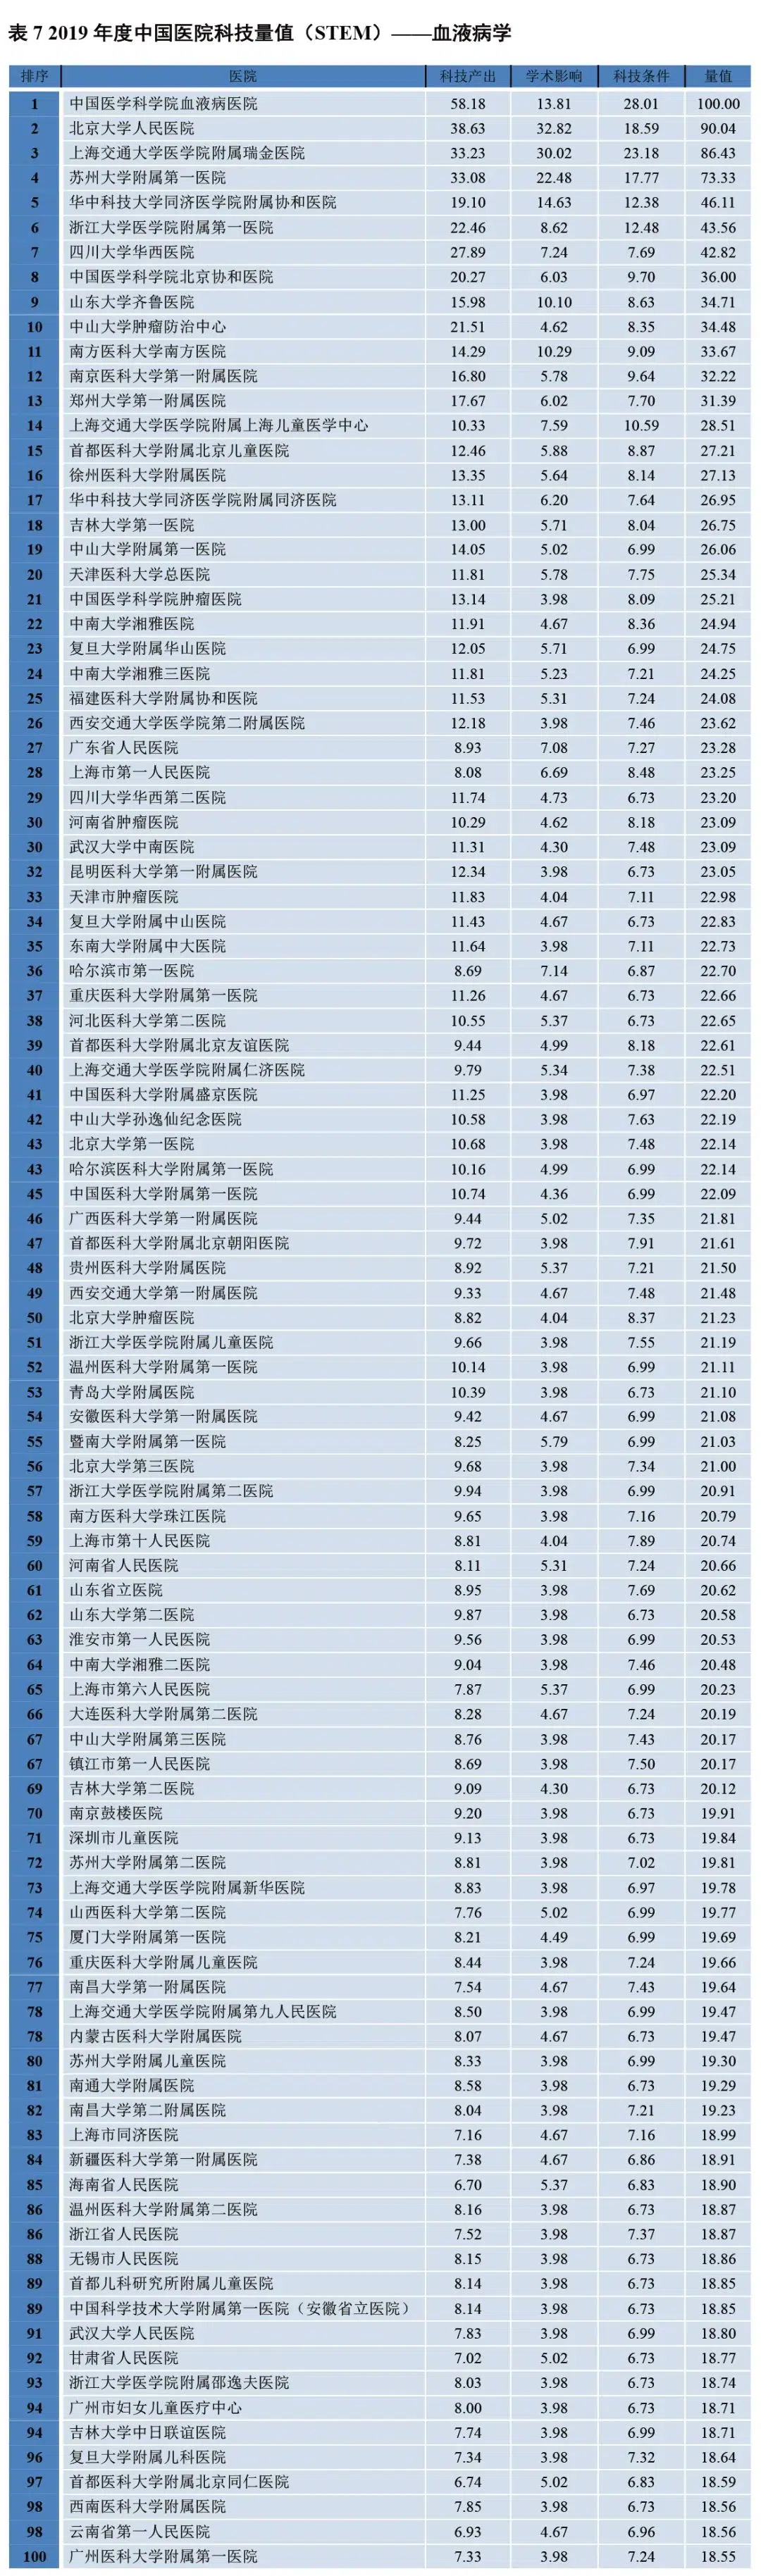 表 7 2019 年度中国医院科技量值（STEM）——血液病学
排序 医院 科技产出 学术影响 科技条件 量值
1 中国医学科学院血液病医院 58.18 13.81 28.01 100.00
2 北京大学人民医院 38.63 32.82 18.59 90.04
3 上海交通大学医学院附属瑞金医院 33.23 30.02 23.18 86.43
4 苏州大学附属第一医院 33.08 22.48 17.77 73.33
5 华中科技大学同济医学院附属协和医院 19.10 14.63 12.38 46.11
6 浙江大学医学院附属第一医院 22.46 8.62 12.48 43.56
7 四川大学华西医院 27.89 7.24 7.69 42.82
8 中国医学科学院北京协和医院 20.27 6.03 9.70 36.00
9 山东大学齐鲁医院 15.98 10.10 8.63 34.71
10 中山大学肿瘤防治中心 21.51 4.62 8.35 34.48
11 南方医科大学南方医院 14.29 10.29 9.09 33.67
12 南京医科大学第一附属医院 16.80 5.78 9.64 32.22
13 郑州大学第一附属医院 17.67 6.02 7.70 31.39
14 上海交通大学医学院附属上海儿童医学中心 10.33 7.59 10.59 28.51
15 首都医科大学附属北京儿童医院 12.46 5.88 8.87 27.21
16 徐州医科大学附属医院 13.35 5.64 8.14 27.13
17 华中科技大学同济医学院附属同济医院 13.11 6.20 7.64 26.95
18 吉林大学第一医院 13.00 5.71 8.04 26.75
19 中山大学附属第一医院 14.05 5.02 6.99 26.06
20 天津医科大学总医院 11.81 5.78 7.75 25.34
21 中国医学科学院肿瘤医院 13.14 3.98 8.09 25.21
22 中南大学湘雅医院 11.91 4.67 8.36 24.94
23 复旦大学附属华山医院 12.05 5.71 6.99 24.75
24 中南大学湘雅三医院 11.81 5.23 7.21 24.25
25 福建医科大学附属协和医院 11.53 5.31 7.24 24.08
26 西安交通大学医学院第二附属医院 12.18 3.98 7.46 23.62
27 广东省人民医院 8.93 7.08 7.27 23.28
28 上海市第一人民医院 8.08 6.69 8.48 23.25
29 四川大学华西第二医院 11.74 4.73 6.73 23.20
30 河南省肿瘤医院 10.29 4.62 8.18 23.09
30 武汉大学中南医院 11.31 4.30 7.48 23.09
32 昆明医科大学第一附属医院 12.34 3.98 6.73 23.05
33 天津市肿瘤医院 11.83 4.04 7.11 22.98
34 复旦大学附属中山医院 11.43 4.67 6.73 22.83
35 东南大学附属中大医院 11.64 3.98 7.11 22.73
36 哈尔滨市第一医院 8.69 7.14 6.87 22.70
37 重庆医科大学附属第一医院 11.26 4.67 6.73 22.66
38 河北医科大学第二医院 10.55 5.37 6.73 22.65
39 首都医科大学附属北京友谊医院 9.44 4.99 8.18 22.61
40 上海交通大学医学院附属仁济医院 9.79 5.34 7.38 22.51
41 中国医科大学附属盛京医院 11.25 3.98 6.97 22.20
42 中山大学孙逸仙纪念医院 10.58 3.98 7.63 22.19
43 北京大学第一医院 10.68 3.98 7.48 22.14
43 哈尔滨医科大学附属第一医院 10.16 4.99 6.99 22.14
45 中国医科大学附属第一医院 10.74 4.36 6.99 22.09
46 广西医科大学第一附属医院 9.44 5.02 7.35 21.81
47 首都医科大学附属北京朝阳医院 9.72 3.98 7.91 21.61
48 贵州医科大学附属医院 8.92 5.37 7.21 21.50
49 西安交通大学第一附属医院 9.33 4.67 7.48 21.48
50 北京大学肿瘤医院 8.82 4.04 8.37 21.23
51 浙江大学医学院附属儿童医院 9.66 3.98 7.55 21.19
52 温州医科大学附属第一医院 10.14 3.98 6.99 21.11
53 青岛大学附属医院 10.39 3.98 6.73 21.10
54 安徽医科大学第一附属医院 9.42 4.67 6.99 21.08
55 暨南大学附属第一医院 8.25 5.79 6.99 21.03
56 北京大学第三医院 9.68 3.98 7.34 21.00
57 浙江大学医学院附属第二医院 9.94 3.98 6.99 20.91
58 南方医科大学珠江医院 9.65 3.98 7.16 20.79
59 上海市第十人民医院 8.81 4.04 7.89 20.74
60 河南省人民医院 8.11 5.31 7.24 20.66
61 山东省立医院 8.95 3.98 7.69 20.62
62 山东大学第二医院 9.87 3.98 6.73 20.58
63 淮安市第一人民医院 9.56 3.98 6.99 20.53
64 中南大学湘雅二医院 9.04 3.98 7.46 20.48
65 上海市第六人民医院 7.87 5.37 6.99 20.23
66 大连医科大学附属第二医院 8.28 4.67 7.24 20.19
67 中山大学附属第三医院 8.76 3.98 7.43 20.17
67 镇江市第一人民医院 8.69 3.98 7.50 20.17
69 吉林大学第二医院 9.09 4.30 6.73 20.12
70 南京鼓楼医院 9.20 3.98 6.73 19.91
71 深圳市儿童医院 9.13 3.98 6.73 19.84
72 苏州大学附属第二医院 8.81 3.98 7.02 19.81
73 上海交通大学医学院附属新华医院 8.83 3.98 6.97 19.78
74 山西医科大学第二医院 7.76 5.02 6.99 19.77
75 厦门大学附属第一医院 8.21 4.49 6.99 19.69
76 重庆医科大学附属儿童医院 8.44 3.98 7.24 19.66
77 南昌大学第一附属医院 7.54 4.67 7.43 19.64
78 上海交通大学医学院附属第九人民医院 8.50 3.98 6.99 19.47
78 内蒙古医科大学附属医院 8.07 4.67 6.73 19.47
80 苏州大学附属儿童医院 8.33 3.98 6.99 19.30
81 南通大学附属医院 8.58 3.98 6.73 19.29
82 南昌大学第二附属医院 8.04 3.98 7.21 19.23
83 上海市同济医院 7.16 4.67 7.16 18.99
84 新疆医科大学第一附属医院 7.38 4.67 6.86 18.91
85 海南省人民医院 6.70 5.37 6.83 18.90
86 温州医科大学附属第二医院 8.16 3.98 6.73 18.87
86 浙江省人民医院 7.52 3.98 7.37 18.87
88 无锡市人民医院 8.15 3.98 6.73 18.86
89 首都儿科研究所附属儿童医院 8.14 3.98 6.73 18.85
89 中国科学技术大学附属第一医院（安徽省立医院） 8.14 3.98 6.73 18.85
91 武汉大学人民医院 7.83 3.98 6.99 18.80
92 甘肃省人民医院 7.02 5.02 6.73 18.77
93 浙江大学医学院附属邵逸夫医院 8.03 3.98 6.73 18.74
94 广州市妇女儿童医疗中心 8.00 3.98 6.73 18.71
94 吉林大学中日联谊医院 7.74 3.98 6.99 18.71
96 复旦大学附属儿科医院 7.34 3.98 7.32 18.64
97 首都医科大学附属北京同仁医院 6.74 5.02 6.83 18.59
98 西南医科大学附属医院 7.85 3.98 6.73 18.56
98 云南省第一人民医院 6.93 4.67 6.96 18.56
100 广州医科大学附属第一医院 7.33 3.98 7.24 18.55